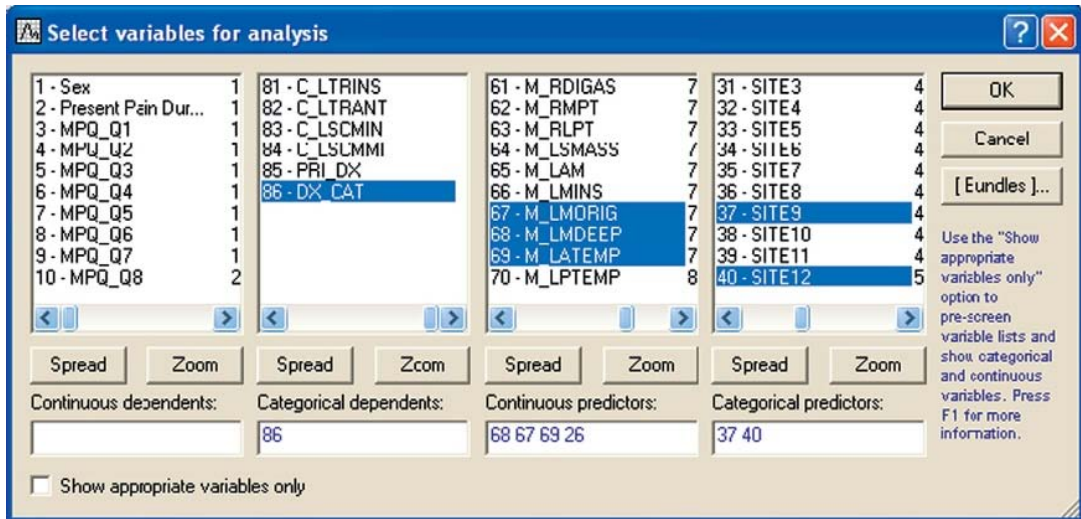 Select variables for analysis
1 - Sex 1
2 - Present Pain Dur... 1
3 - MPQ_Q1 1
4 - MPQ_Q2 1
5 - MPQ_Q3 1
6 - MPQ_Q4 1
7 - MPQ_Q5 1
8 - MPQ_Q6 1
9 - MPQ_Q7 1
10 - MPQ_Q8 2
81 - C_LTRINS
82 - C_LTRANT
83 - C_LSCMIN
84 - C_LSCMMI
85 - PRI_DX
86 - DX_CAT
61 - M_RDIGAS 7
62 - M_RMPT 7
63 - M_RLPT 7
64 - M_LSMASS 7
65 - M_LAM 7
66 - M_LMINS 7
67 - M_LMORIG 7
68 - M_LMDEEP 7
69 - M_LATEMP 7
70 - M_LPTEMP 8
31 - SITE3 4
32 - SITE4 4
33 - SITE5 4
34 - SITE6 4
35 - SITE7 4
36 - SITE8 4
37 - SITE9 4
38 - SITE10 4
39 - SITE11 4
40 - SITE12 5
OK
Cancel
[ Eundles ]...
Use the "Show
appropriate
variables only"
option to
pre-screen
variable lists and
show categorical
and continuous
variables. Press
F1 for more
information.
Spread Zoom Spread Zoom Spread Zoom Spread Zoom
Continuous dependents: Categorical dependents: Continuous predictors: Categorical predictors:
86 68 67 69 26 37 40
Show appropriate variables only